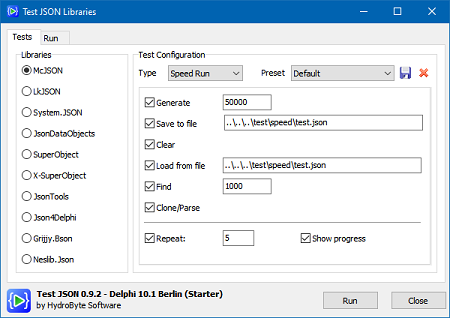 Test JSON Libraries
Tests Run
Libraries
McJSON
LkJSON
System.JSON
JsonDataObjects
SuperObject
X-SuperObject
JsonTools
Json4Delphi
Grijjy.Bson
Neslib.Json
Test Configuration
Type Speed Run Preset Default
Generate 50000
Save to file ..\..\..\test\speed\test.json
Clear
Load from file ..\..\..\test\speed\test.json
Find 1000
Clone/Parse
Repeat: 5 Show progress
Test JSON 0.9.2 - Delphi 10.1 Berlin (Starter)
by HydroByte Software
Run Close